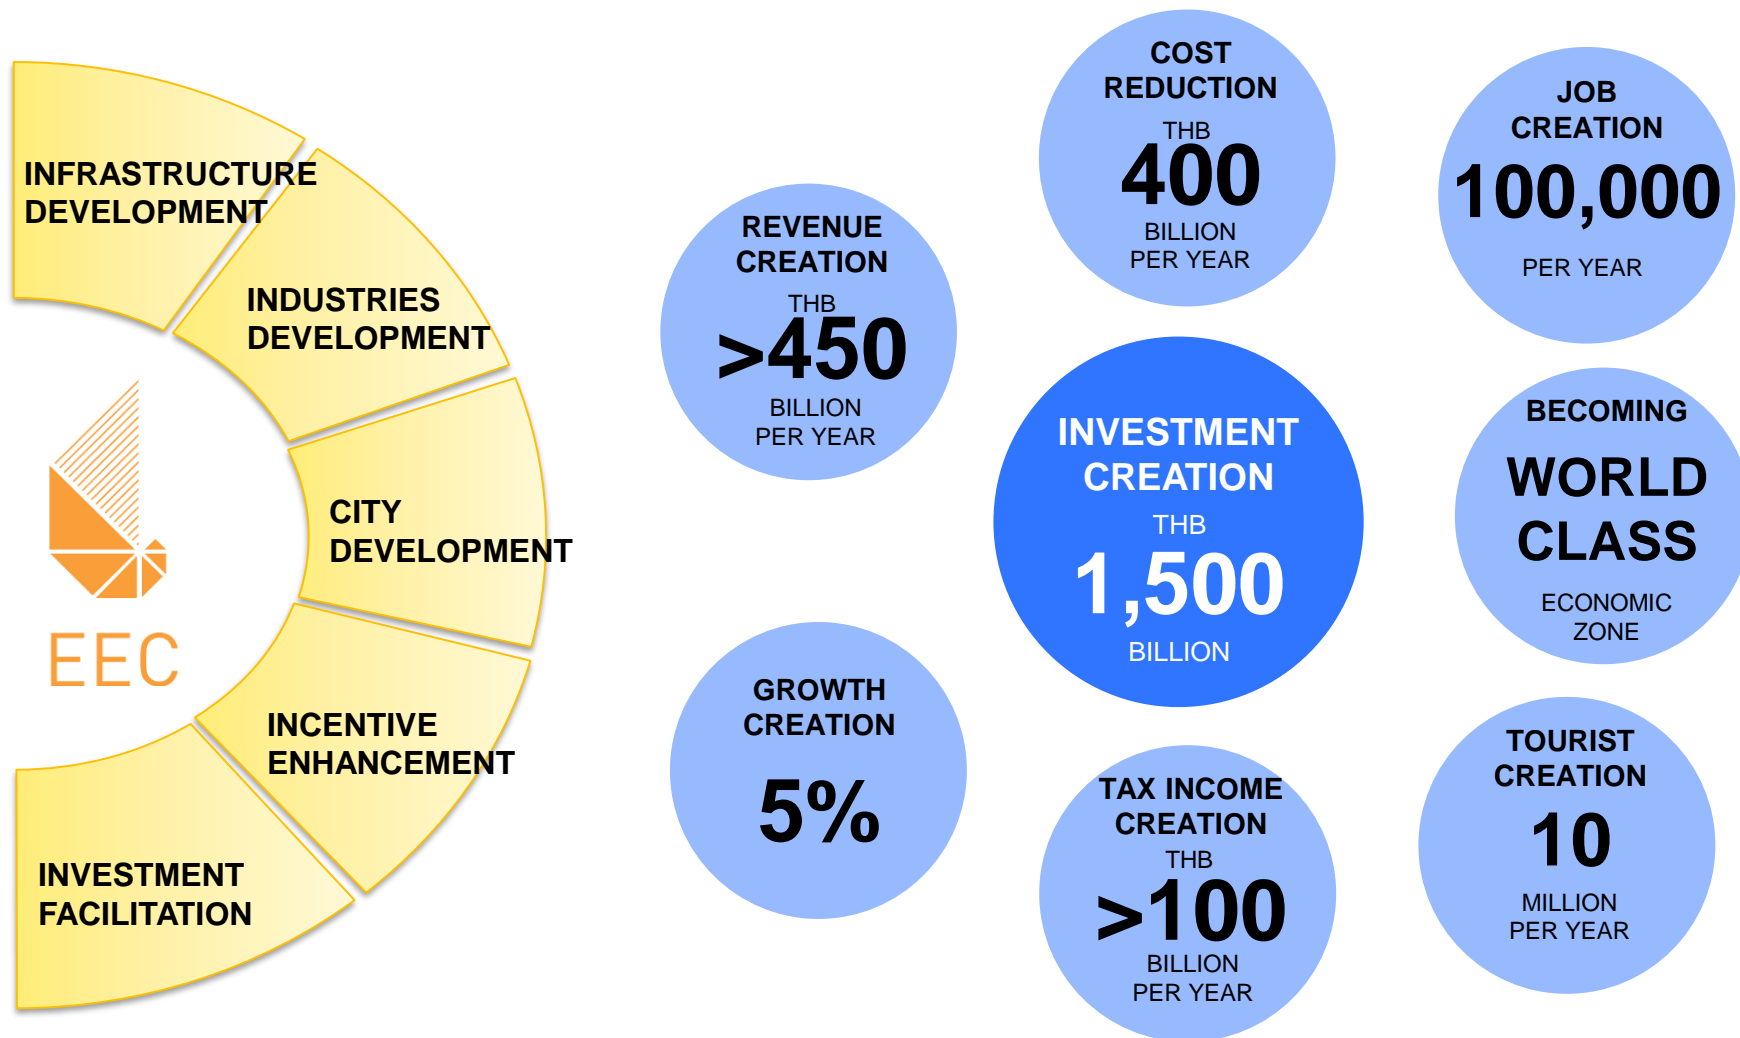 INFRASTRUCTURE
DEVELOPMENT
INDUSTRIES
DEVELOPMENT
CITY
DEVELOPMENT
INCENTIVE
ENHANCEMENT
INVESTMENT
FACILITATION
EEC
REVENUE
CREATION
THB
>450
BILLION
PER YEAR
GROWTH
CREATION
5%
COST
REDUCTION
THB
400
BILLION
PER YEAR
INVESTMENT
CREATION
THB
1,500
BILLION
TAX INCOME
CREATION
THB
>100
BILLION
PER YEAR
JOB
CREATION
100,000
PER YEAR
BECOMING
WORLD
CLASS
ECONOMIC
ZONE
TOURIST
CREATION
10
MILLION
PER YEAR